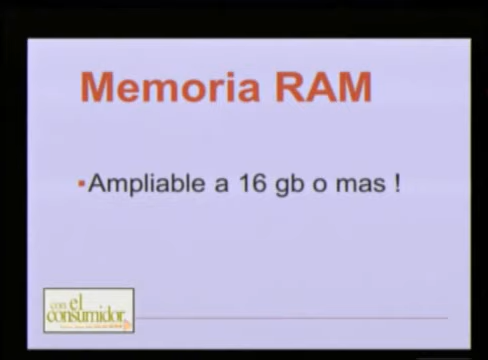 Memoria RAM
▪Ampliable a 16 gb o mas !
con el
consumidor